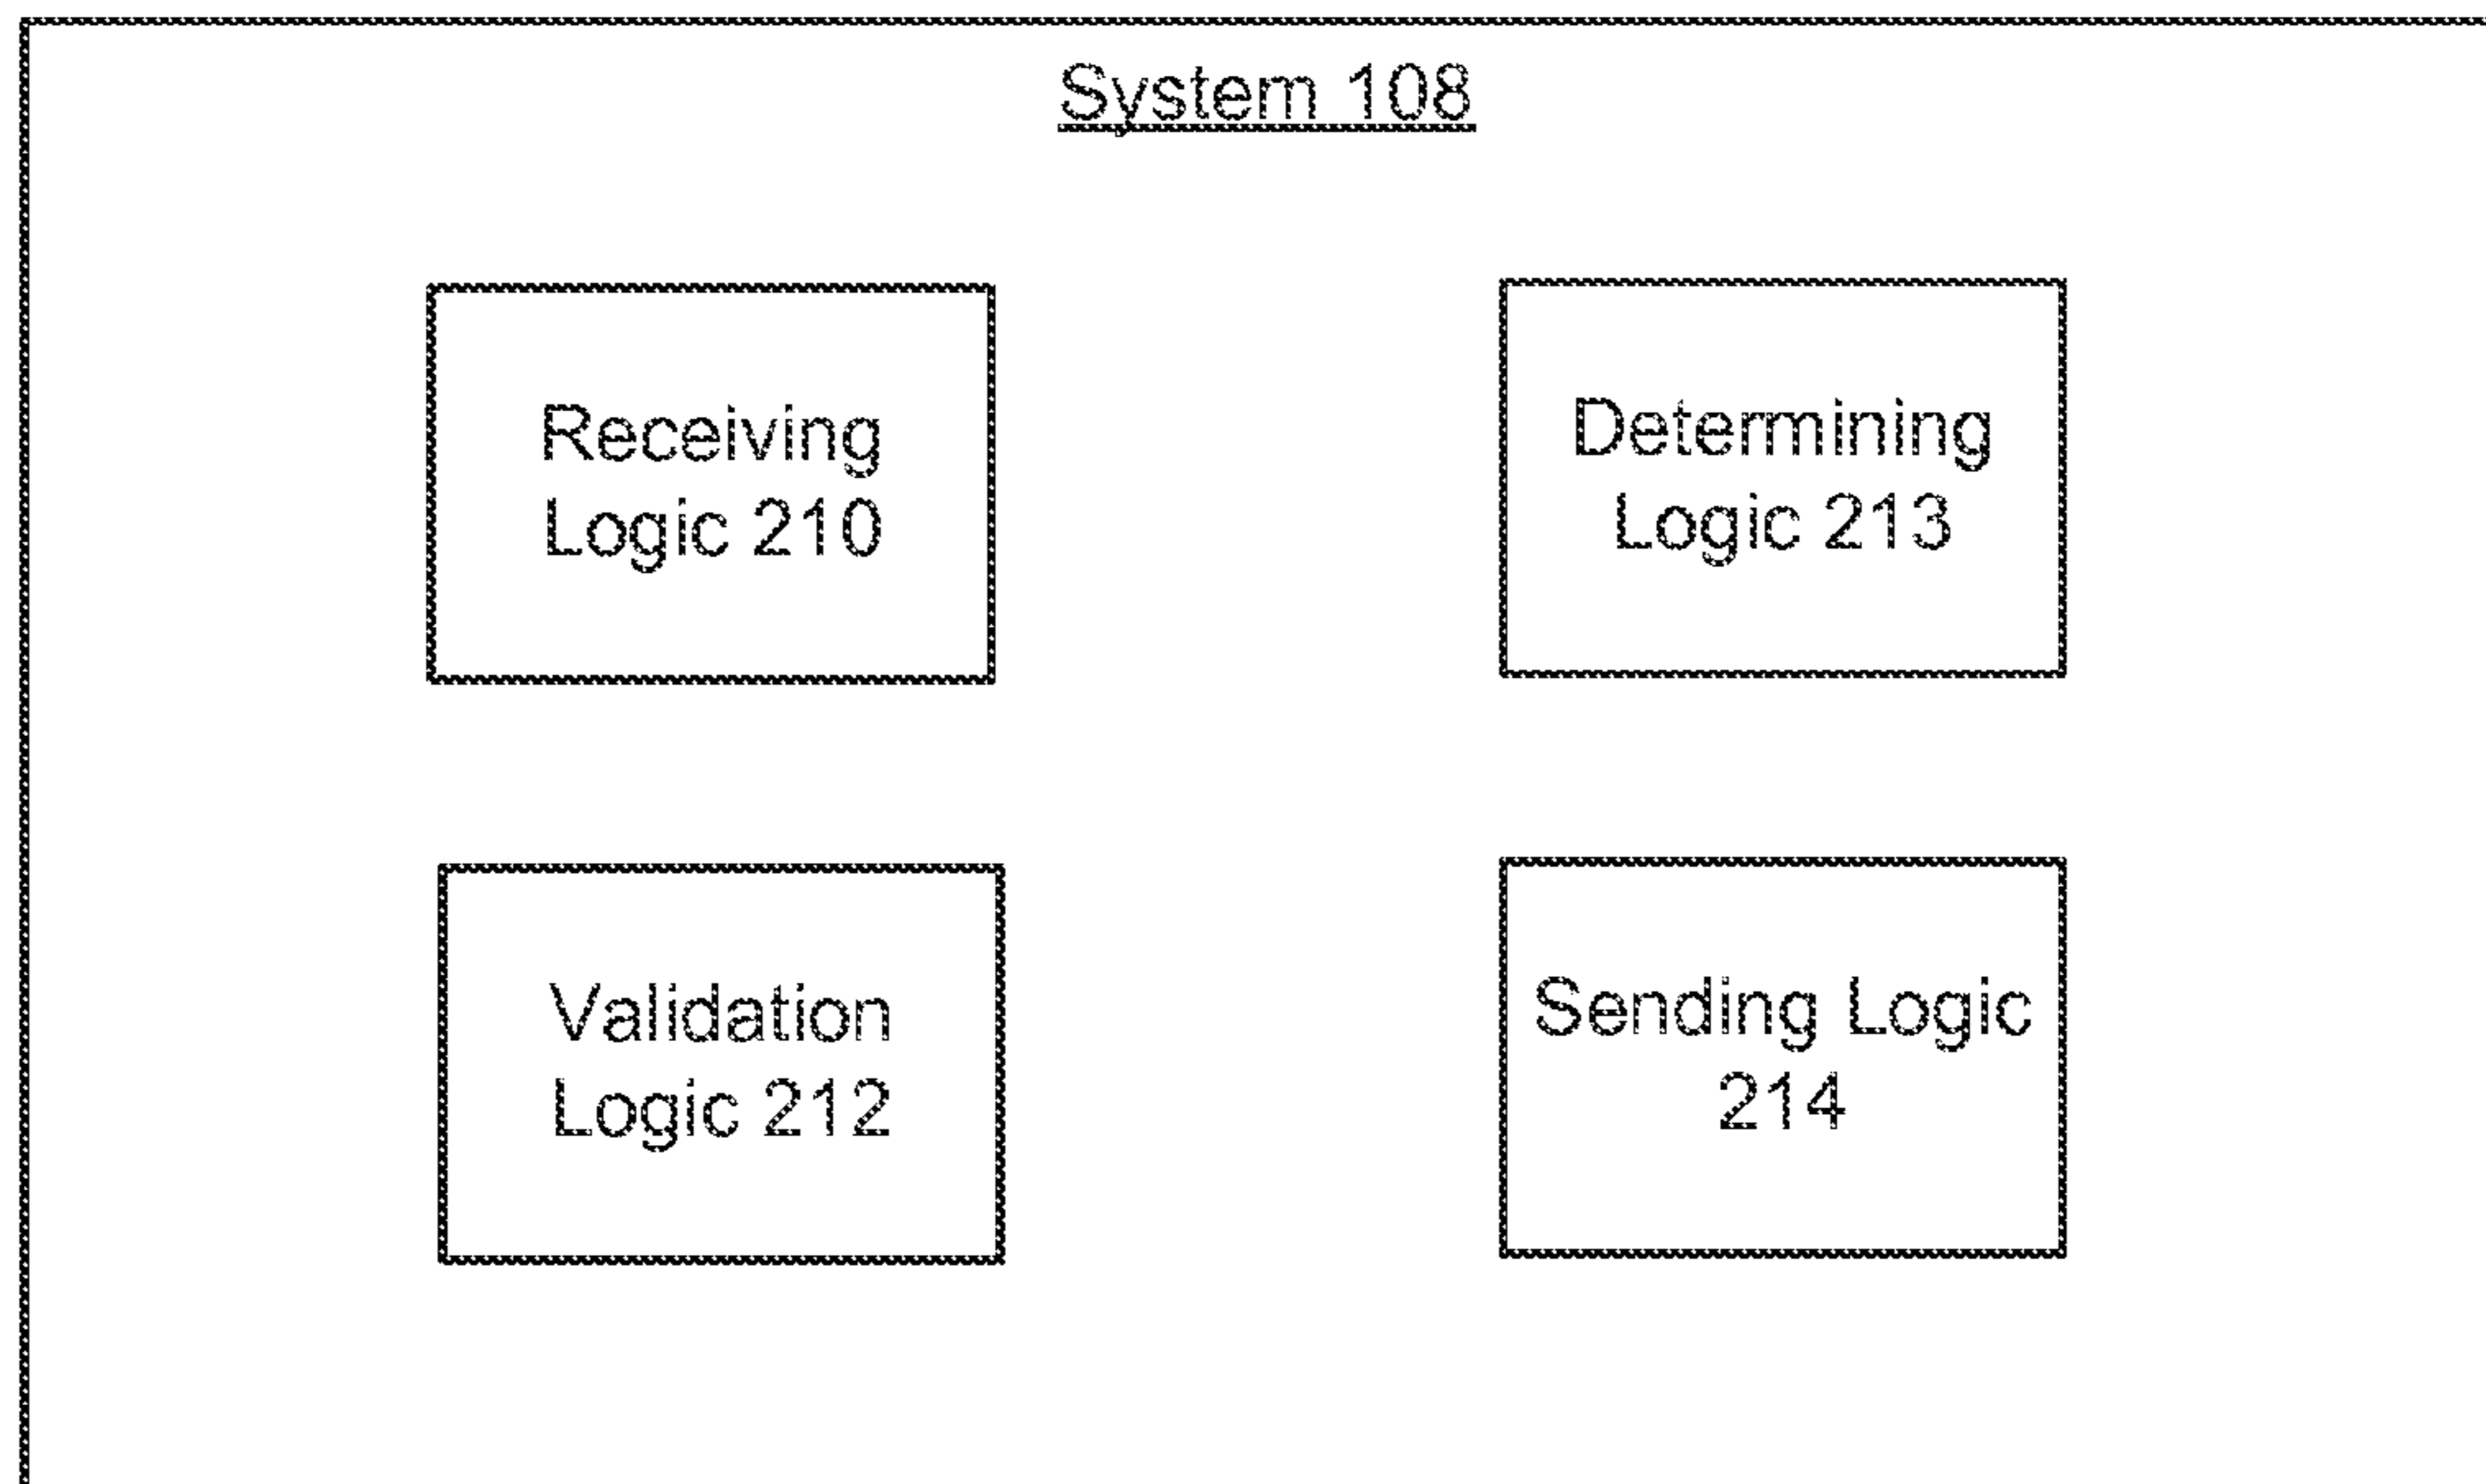 System 108
Receiving
Logic 210
Determining
Logic 213
Validation
Logic 212
Sending Logic
214